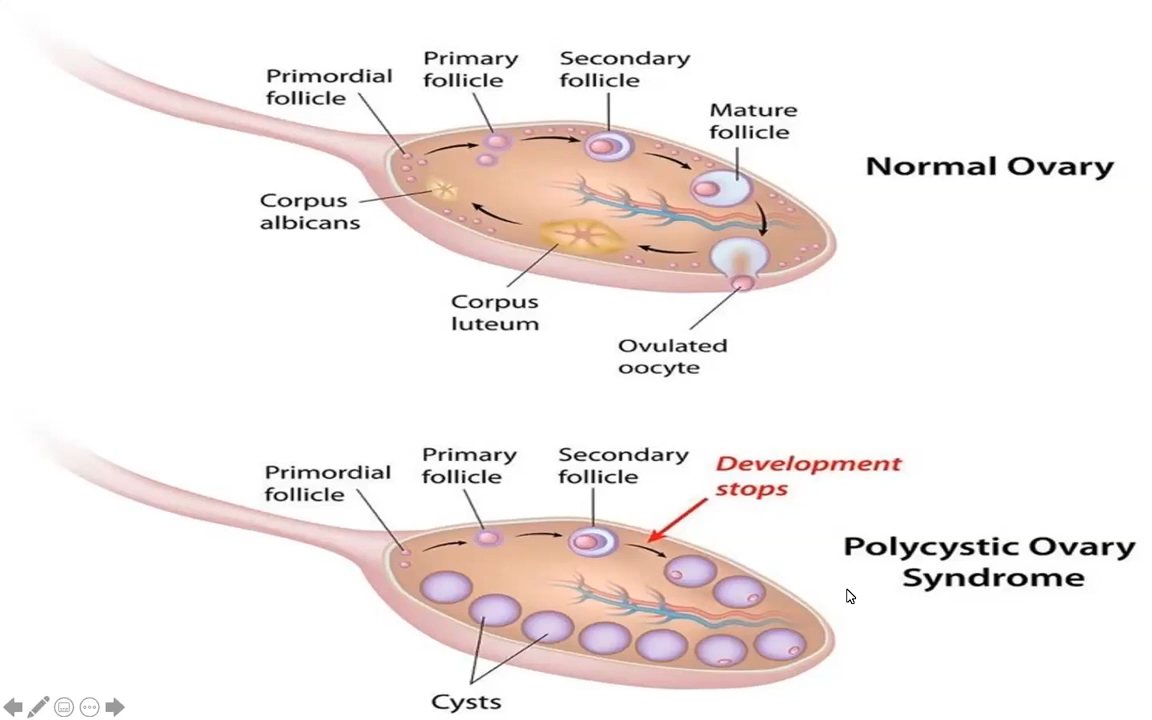 Primordial
follicle
Primary
follicle
Secondary
follicle
Mature
follicle
Normal Ovary
Corpus
albicans
Corpus
luteum
Ovulated
oocyte
Primordial
follicle
Primary
follicle
Secondary
follicle
Development
stops
Polycystic Ovary
Syndrome
Cysts